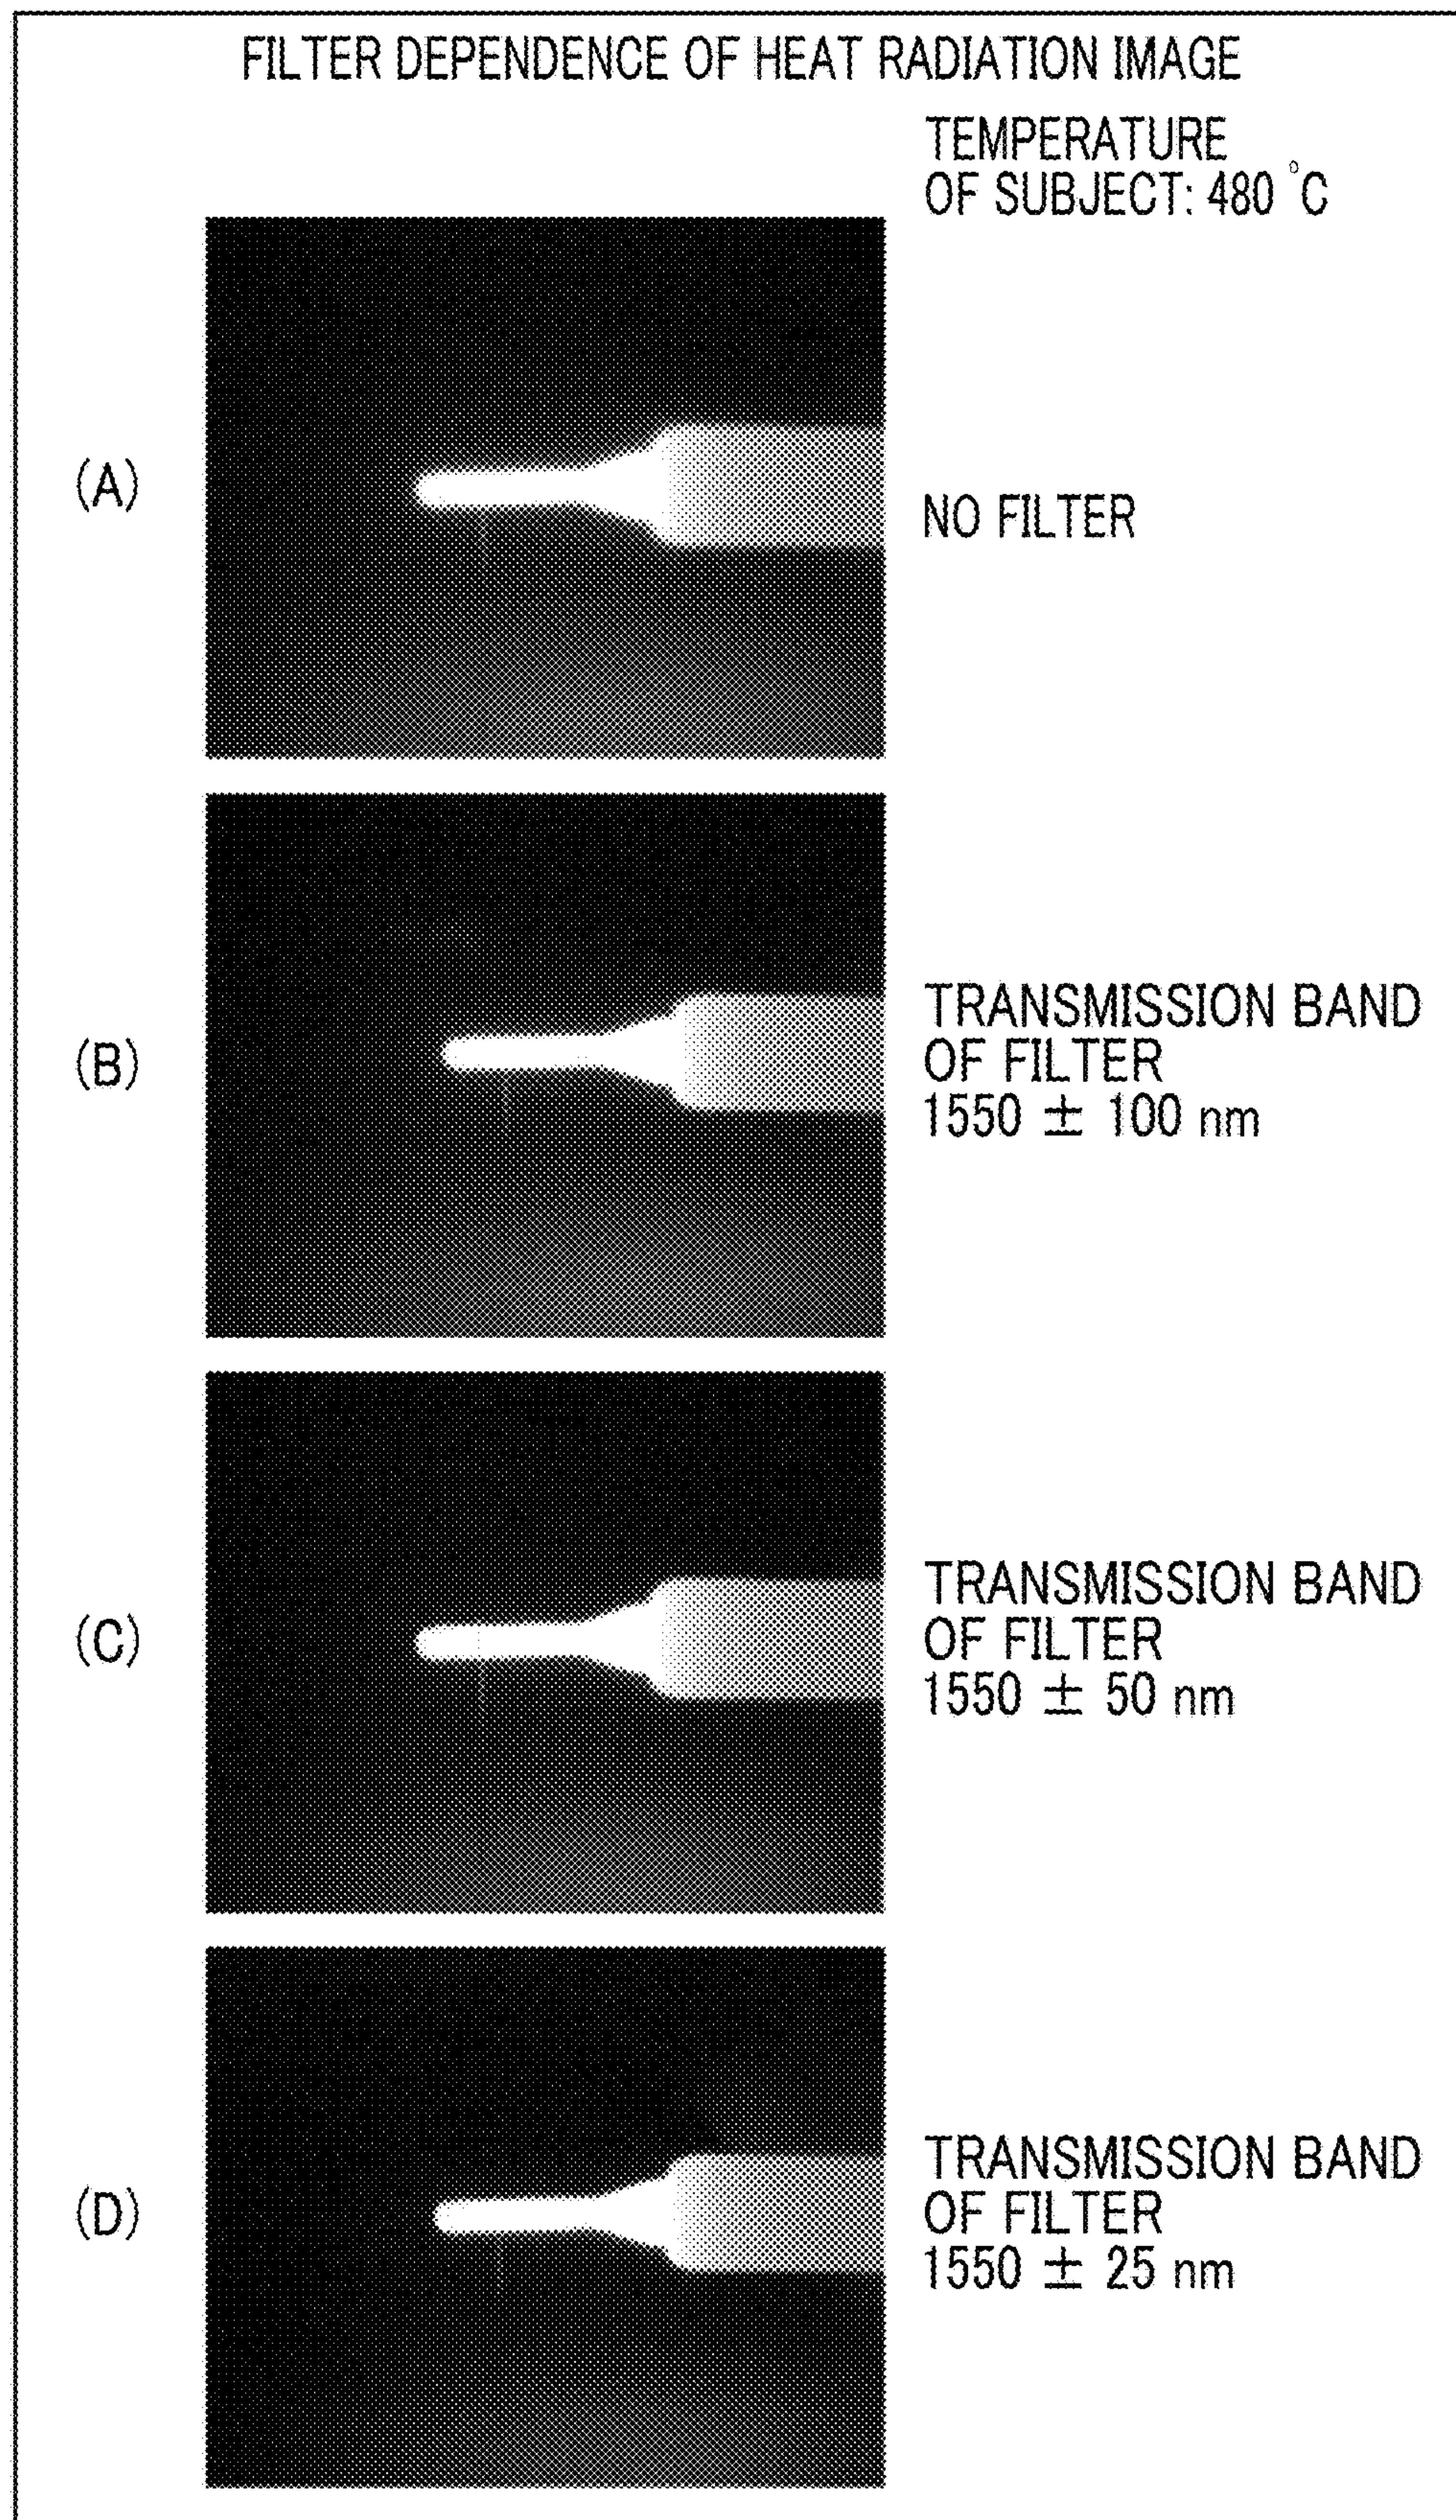 FILTER DEPENDENCE OF HEAT RADIATION IMAGE
TEMPERATURE
OF SUBJECT: 480 °C
(A)
NO FILTER
(B)
TRANSMISSION BAND
OF FILTER
1550 ± 100 nm
(C)
TRANSMISSION BAND
OF FILTER
1550 ± 50 nm
(D)
TRANSMISSION BAND
OF FILTER
1550 ± 25 nm